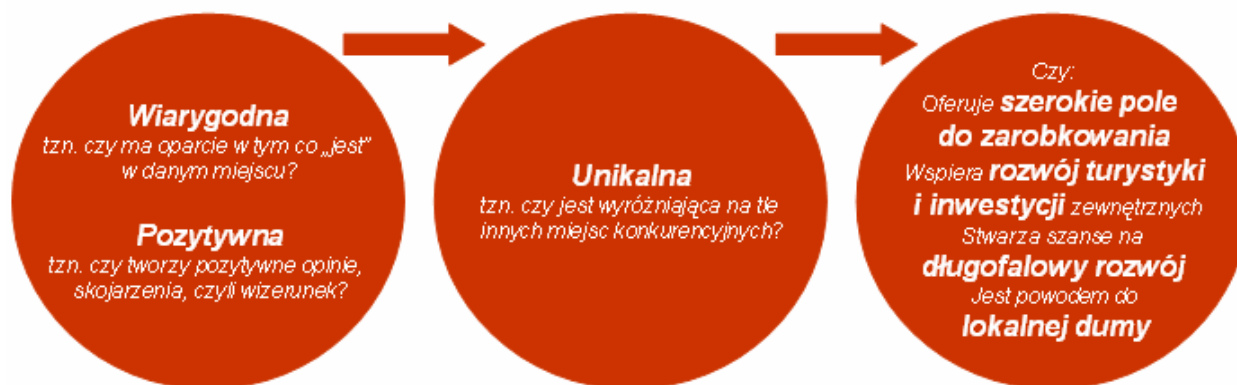 Wiarygodna
tzn. czy ma oparcie w tym co „jest”
w danym miejscu?
Pozytywna
tzn. czy tworzy pozytywne opinie,
skojarzenia, czyli wizerunek?
Unikalna
tzn. czy jest wyróżniająca na tle
innych miejsc konkurencyjnych?
Czy:
Oferuje szerokie pole
do zarobkowania
Wspiera rozwój turystyki
i inwestycji zewnętrznych
Stwarza szanse na
długofalowy rozwój
Jest powodem do
lokalnej dumy